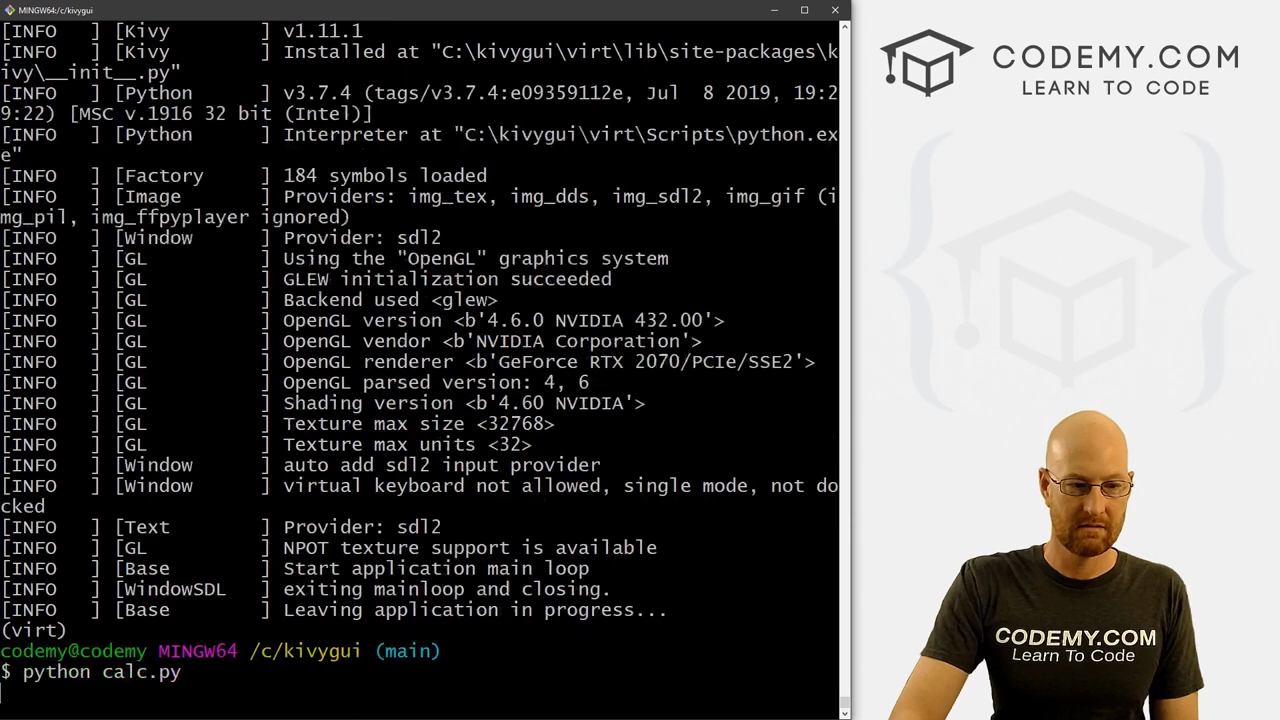 MINGW64:/c/kivygui
[INFO   ] [Kivy        ] v1.11.1
[INFO   ] [Kivy        ] Installed at "C:\kivygui\virt\lib\site-packages\k
ivy\__init__.py"
[INFO   ] [Python      ] v3.7.4 (tags/v3.7.4:e09359112e, Jul  8 2019, 19:2
9:22) [MSC v.1916 32 bit (Intel)]
[INFO   ] [Python      ] Interpreter at "C:\kivygui\virt\Scripts\python.ex
e"
[INFO   ] [Factory     ] 184 symbols loaded
[INFO   ] [Image       ] Providers: img_tex, img_dds, img_sdl2, img_gif (i
mg_pil, img_ffpyplayer ignored)
[INFO   ] [Window      ] Provider: sdl2
[INFO   ] [GL          ] Using the "OpenGL" graphics system
[INFO   ] [GL          ] GLEW initialization succeeded
[INFO   ] [GL          ] Backend used <glew>
[INFO   ] [GL          ] OpenGL version <b'4.6.0 NVIDIA 432.00'>
[INFO   ] [GL          ] OpenGL vendor <b'NVIDIA Corporation'>
[INFO   ] [GL          ] OpenGL renderer <b'GeForce RTX 2070/PCIe/SSE2'>
[INFO   ] [GL          ] OpenGL parsed version: 4, 6
[INFO   ] [GL          ] Shading version <b'4.60 NVIDIA'>
[INFO   ] [GL          ] Texture max size <32768>
[INFO   ] [GL          ] Texture max units <32>
[INFO   ] [Window      ] auto add sdl2 input provider
[INFO   ] [Window      ] virtual keyboard not allowed, single mode, not do
cked
[INFO   ] [Text        ] Provider: sdl2
[INFO   ] [GL          ] NPOT texture support is available
[INFO   ] [Base        ] Start application main loop
[INFO   ] [WindowSDL   ] exiting mainloop and closing.
[INFO   ] [Base        ] Leaving application in progress...
(virt)
codemy@codemy MINGW64 /c/kivygui (main)
$ python calc.py
CODEMY.COM
LEARN TO CODE
CODEMY.COM
Learn To Code